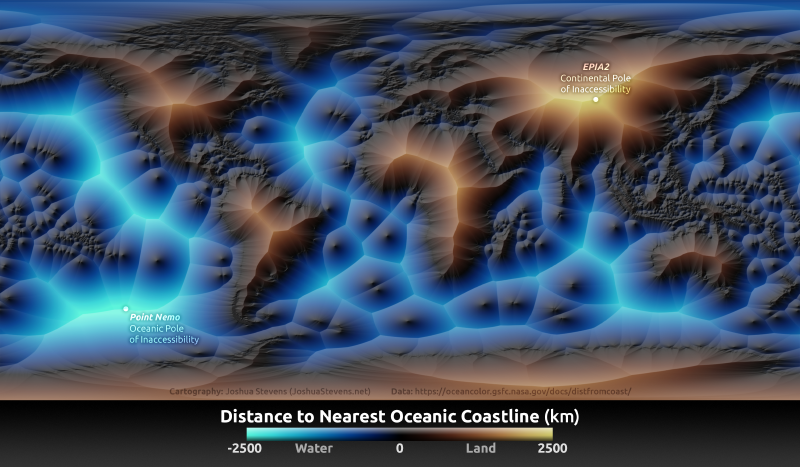 EPIA2
Continental Pole
of Inaccessibility
Point Nemo
Oceanic Pole
of Inaccessibility
Cartography: Joshua Stevens (JoshuaStevens.net) Data: https://oceancolor.gsfc.nasa.gov/docs/distfromcoast/
Distance to Nearest Oceanic Coastline (km)
-2500 Water 0 Land 2500